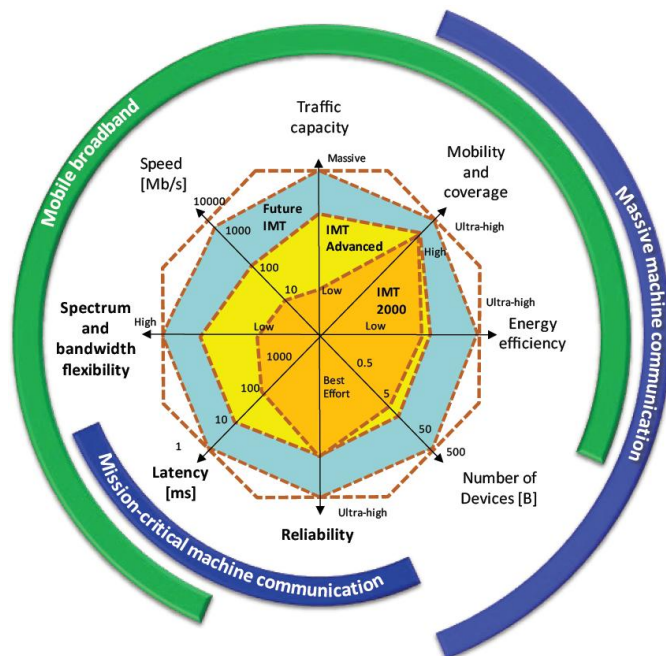 Mobile broadband
Massive machine communication
Mission-critical machine communication
Traffic
capacity
Massive
Mobility
and
coverage
Ultra-high
High
Speed
[Mb/s]
10000
1000
100
10
Future
IMT
IMT
Advanced
IMT
2000
Low
Low
Low
Ultra-high
Energy
efficiency
Spectrum
and
bandwidth
flexibility
High
1000
100
10
1
Latency
[ms]
0.5
5
50
500
Number of
Devices [B]
Best
Effort
Ultra-high
Reliability